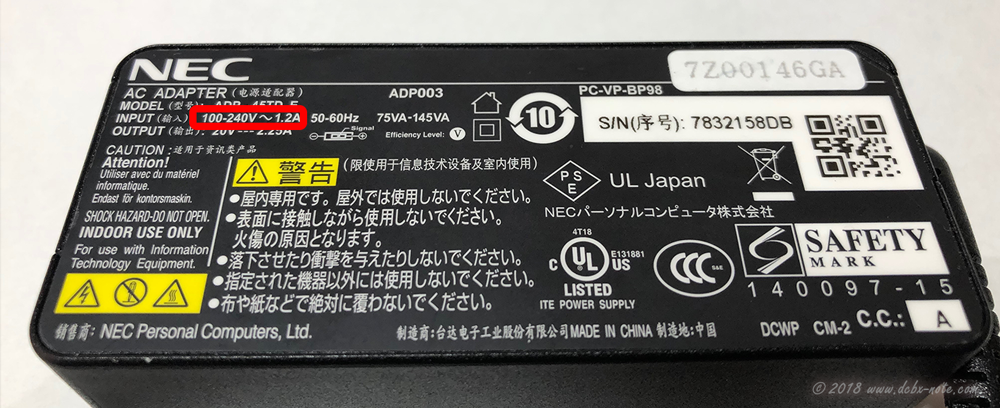 NEC
7Z00146GA
AC ADAPTER (电源适配器)
ADP003
PC-VP-BP98
MODEL (型号): ADP-45TD E
INPUT (输入): 100-240V～1.2A 50-60Hz 75VA-145VA
OUTPUT (输出): 20V 2.25A
Signal
Efficiency Level: V
10
S/N(序号): 7832158DB
CAUTION :适用于资讯类产品
Attention!
Utiliser avec du matériel
informatique.
Endast för kontorsmaskin.
SHOCK HAZARD-DO NOT OPEN.
INDOOR USE ONLY
For use with Information
Technology Equipment.
警告 (限使用于信息技术设备及室内使用)
●屋内専用です。屋外では使用しないでください。
●表面に接触しながら使用しないでください。
火傷の原因となります。
●落下させたり衝撃を与えたりしないでください。
●指定された機器以外には使用しないでください。
●布や紙などで絶対に覆わないでください。
PSE
UL Japan
NECパーソナルコンピュータ株式会社
4T18
E131881
c UL US
LISTED
ITE POWER SUPPLY
CCC
S&E
SAFETY
MARK
140097-15
销售商: NEC Personal Computers, Ltd.
制造商: 台达电子工业股份有限公司MADE IN CHINA 制造地:中国
DCWP CM-2 C.C.: A
© 2018 www.dcbx-note.com